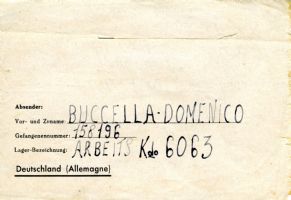 Absender:
Vor- und Zuname: BUCCELLA-DOMENICO
Gefangenennummer: 158196
Lager-Bezeichnung: ARBEITS Kdo 6063
Deutschland (Allemagne)